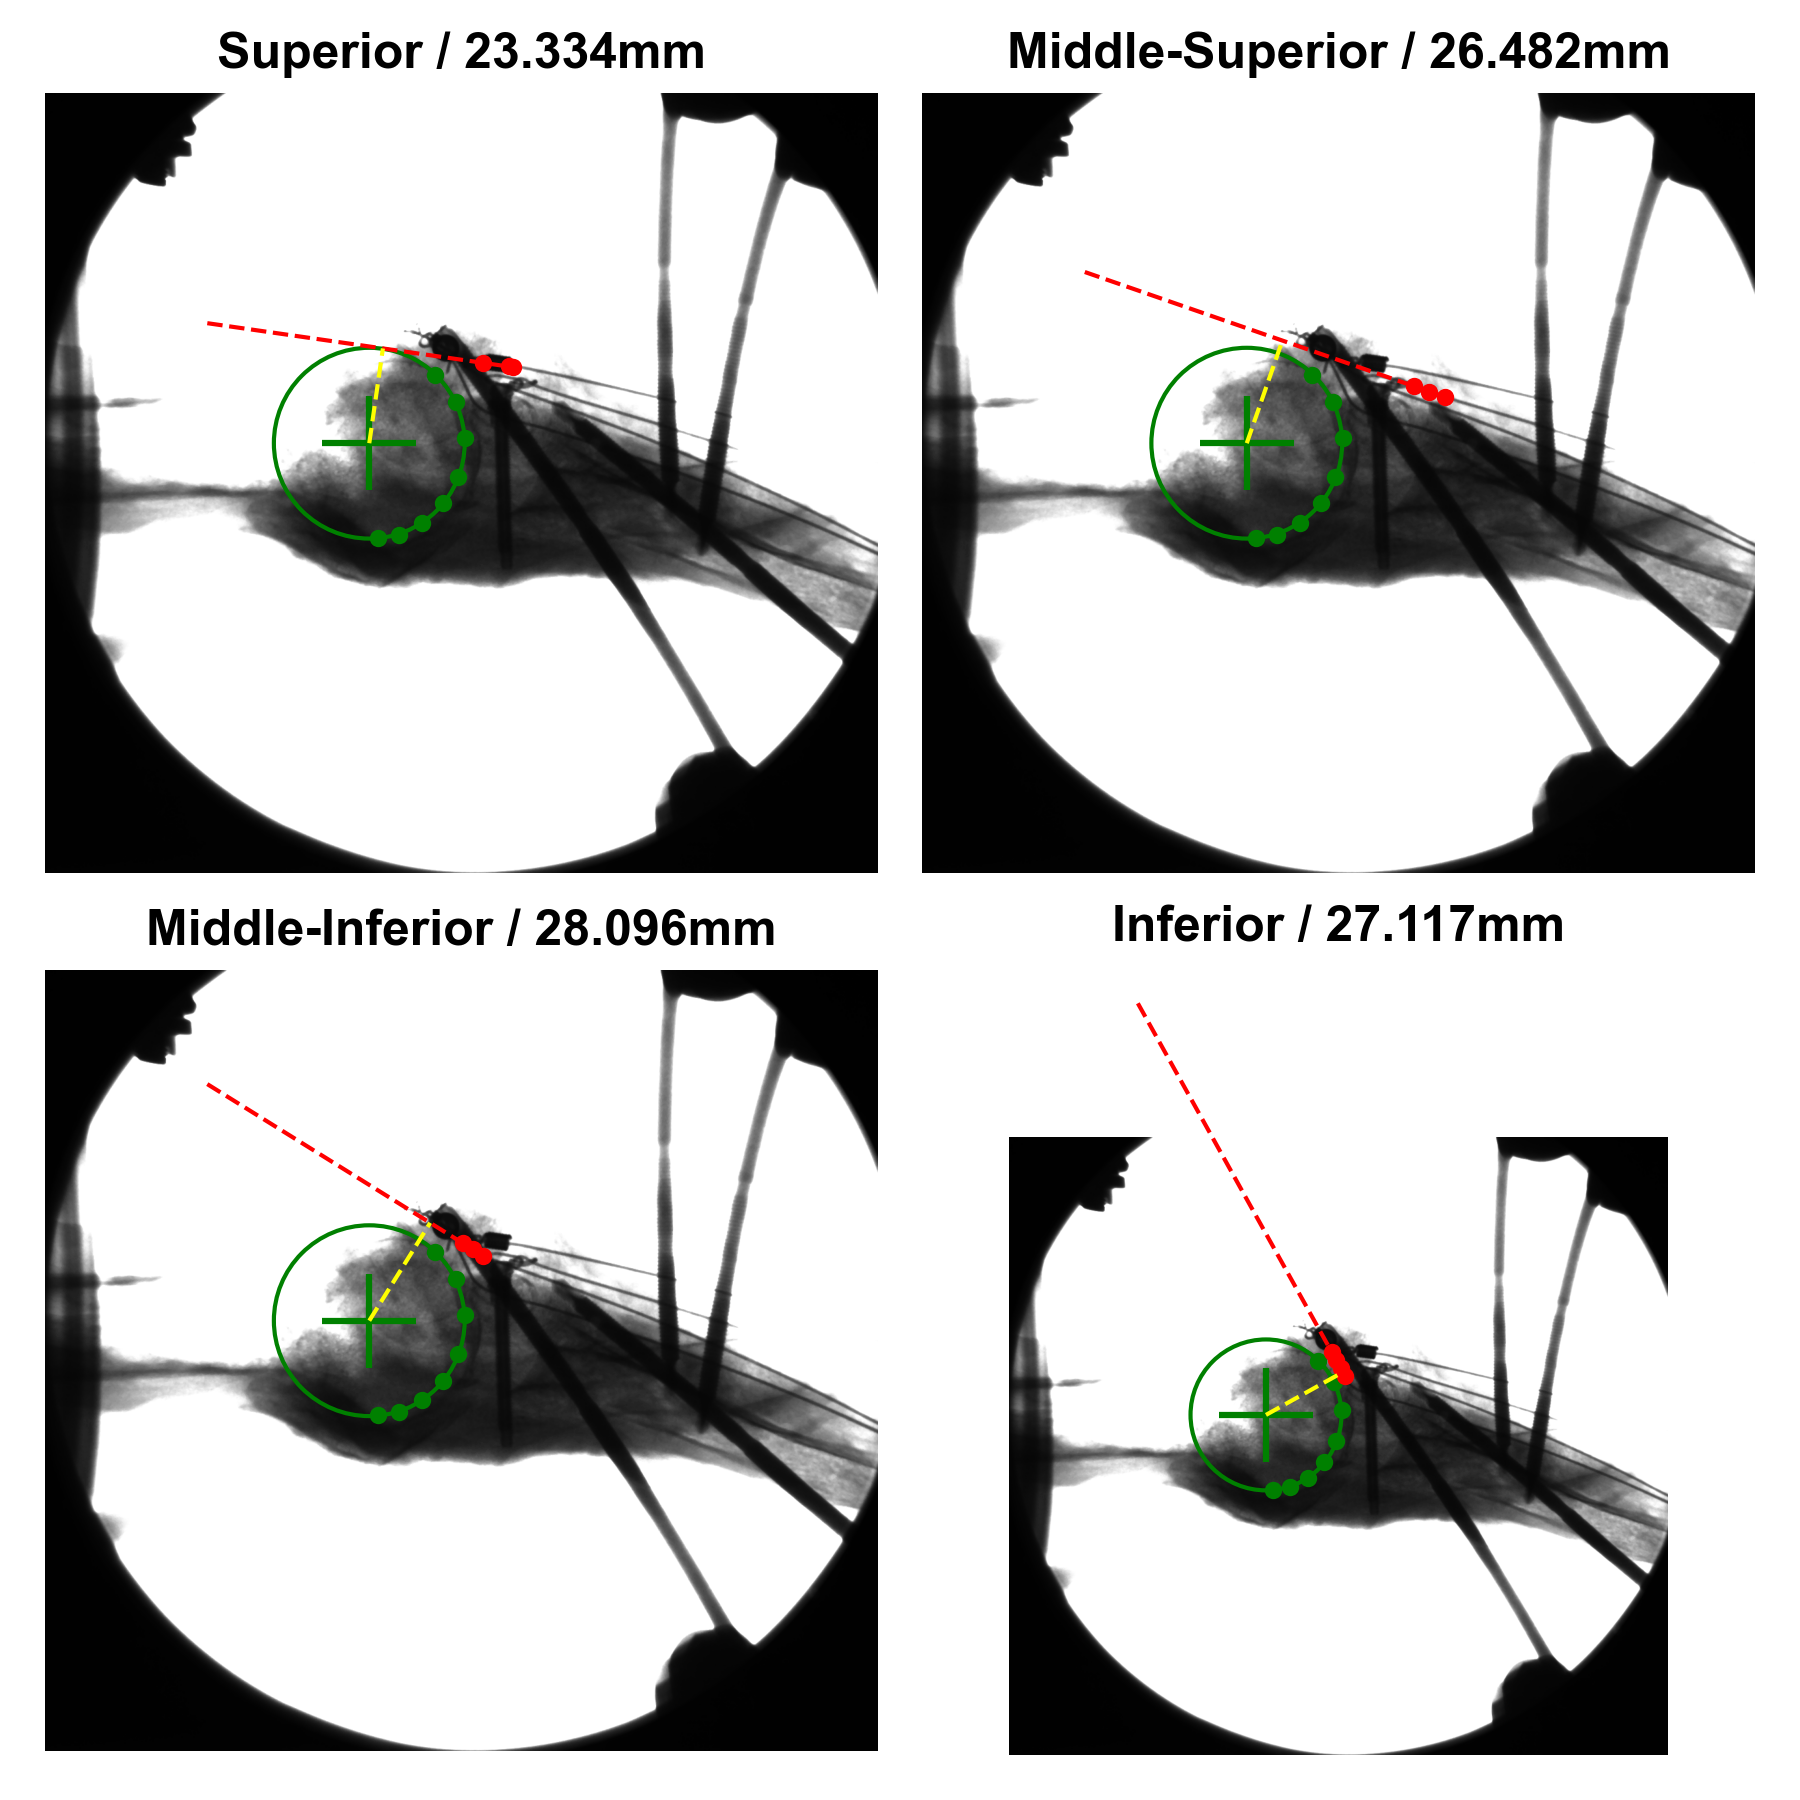 Superior / 23.334mm
Middle-Superior / 26.482mm
Middle-Inferior / 28.096mm
Inferior / 27.117mm